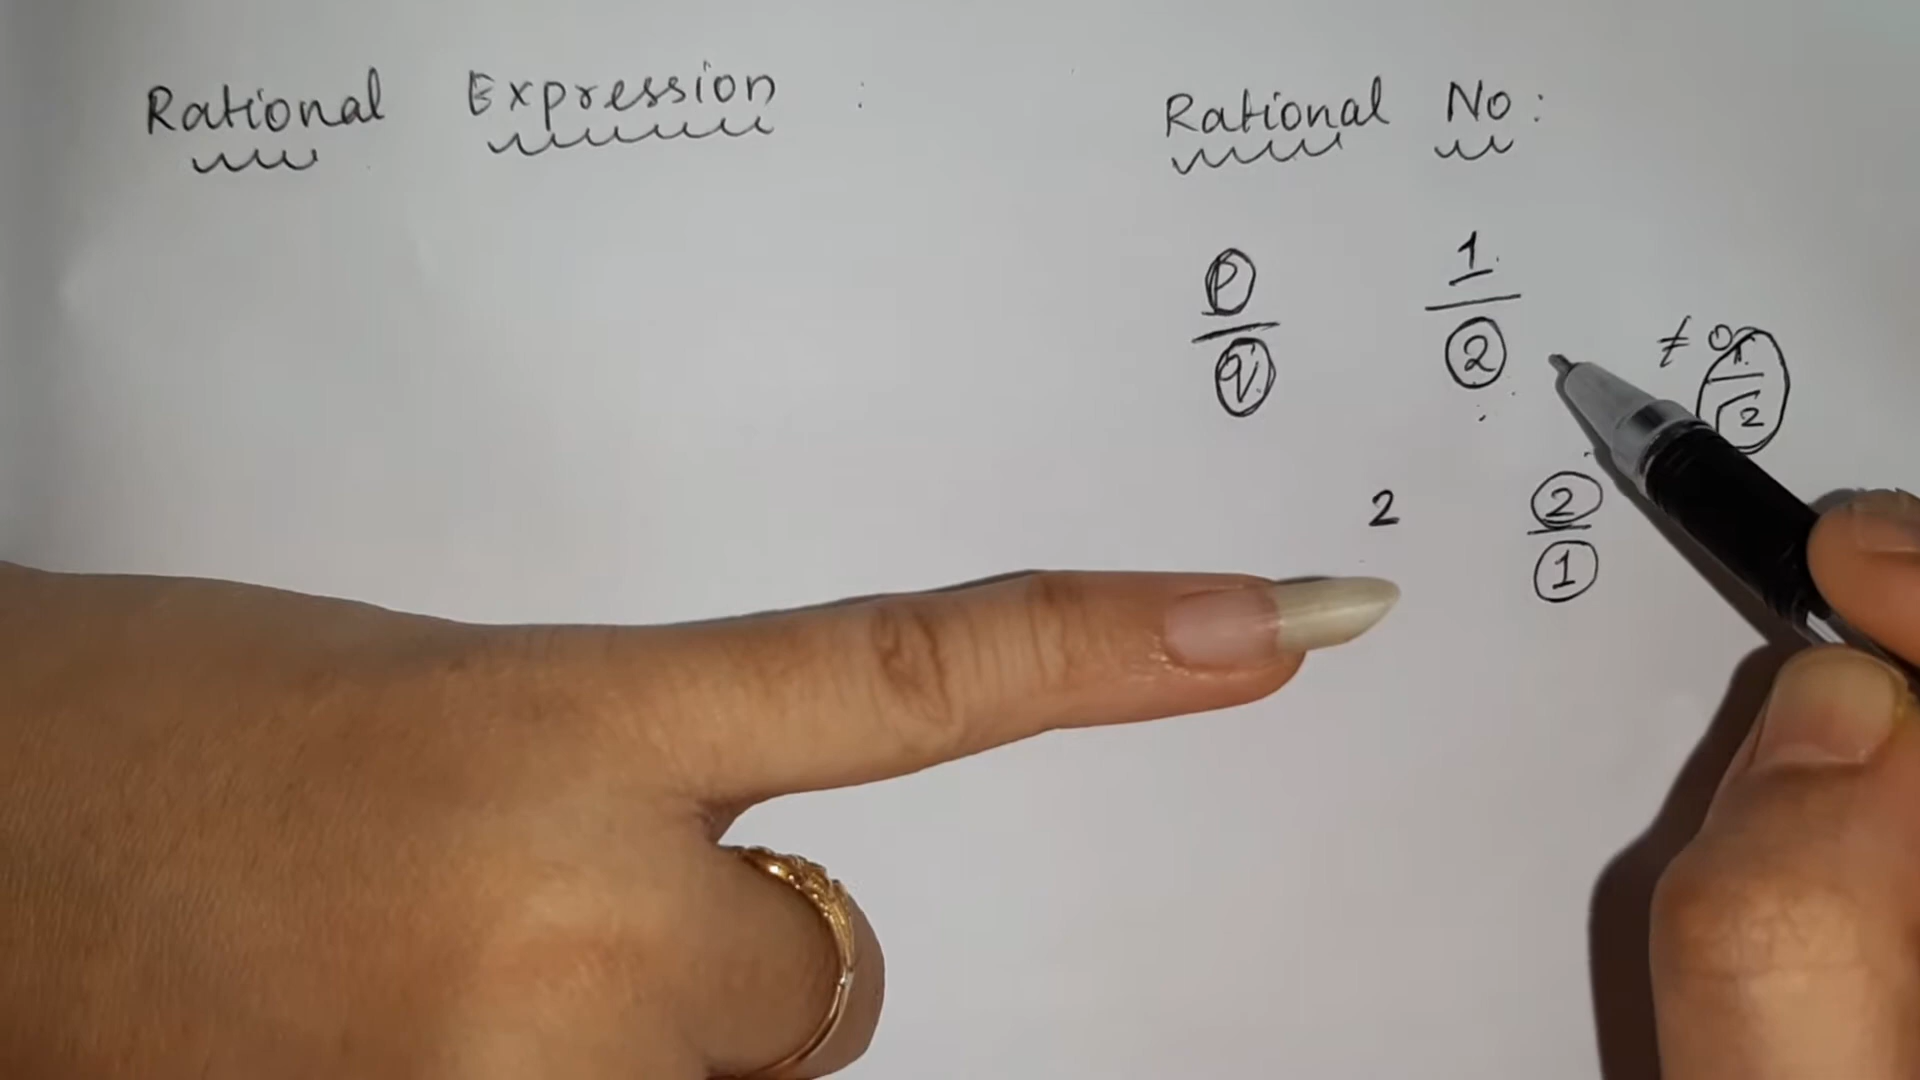 Rational Expression :
Rational No :
p/q 1/2
≠ 0
1/√2
2 2/1